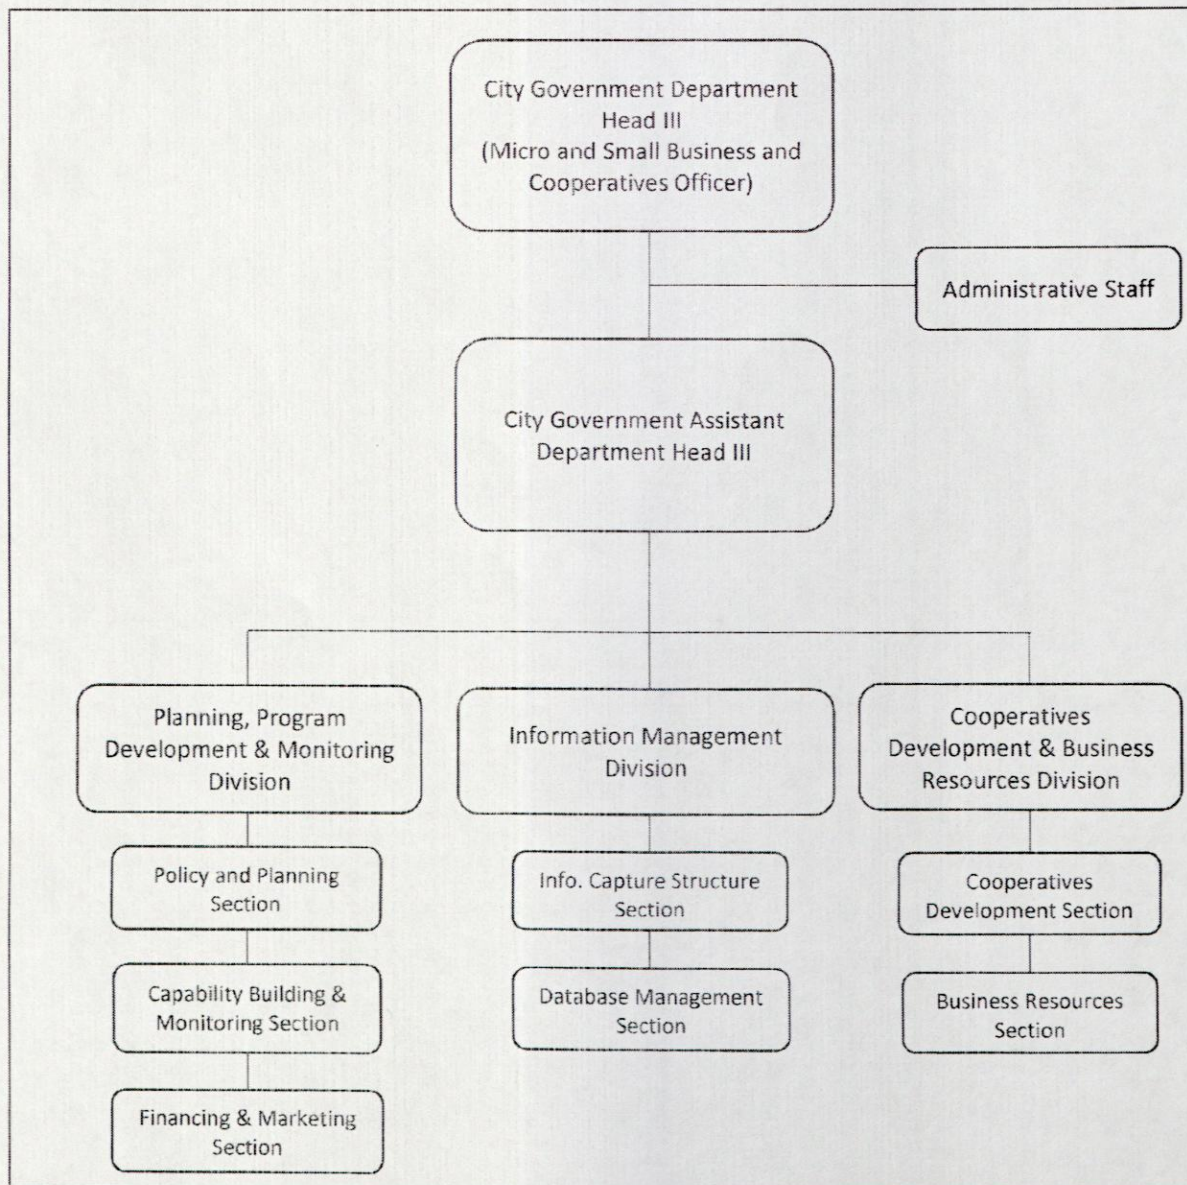 City Government Department
Head III
(Micro and Small Business and
Cooperatives Officer)
Administrative Staff
City Government Assistant
Department Head III
Planning, Program
Development & Monitoring
Division
Information Management
Division
Cooperatives
Development & Business
Resources Division
Policy and Planning
Section
Info. Capture Structure
Section
Cooperatives
Development Section
Capability Building &
Monitoring Section
Database Management
Section
Business Resources
Section
Financing & Marketing
Section